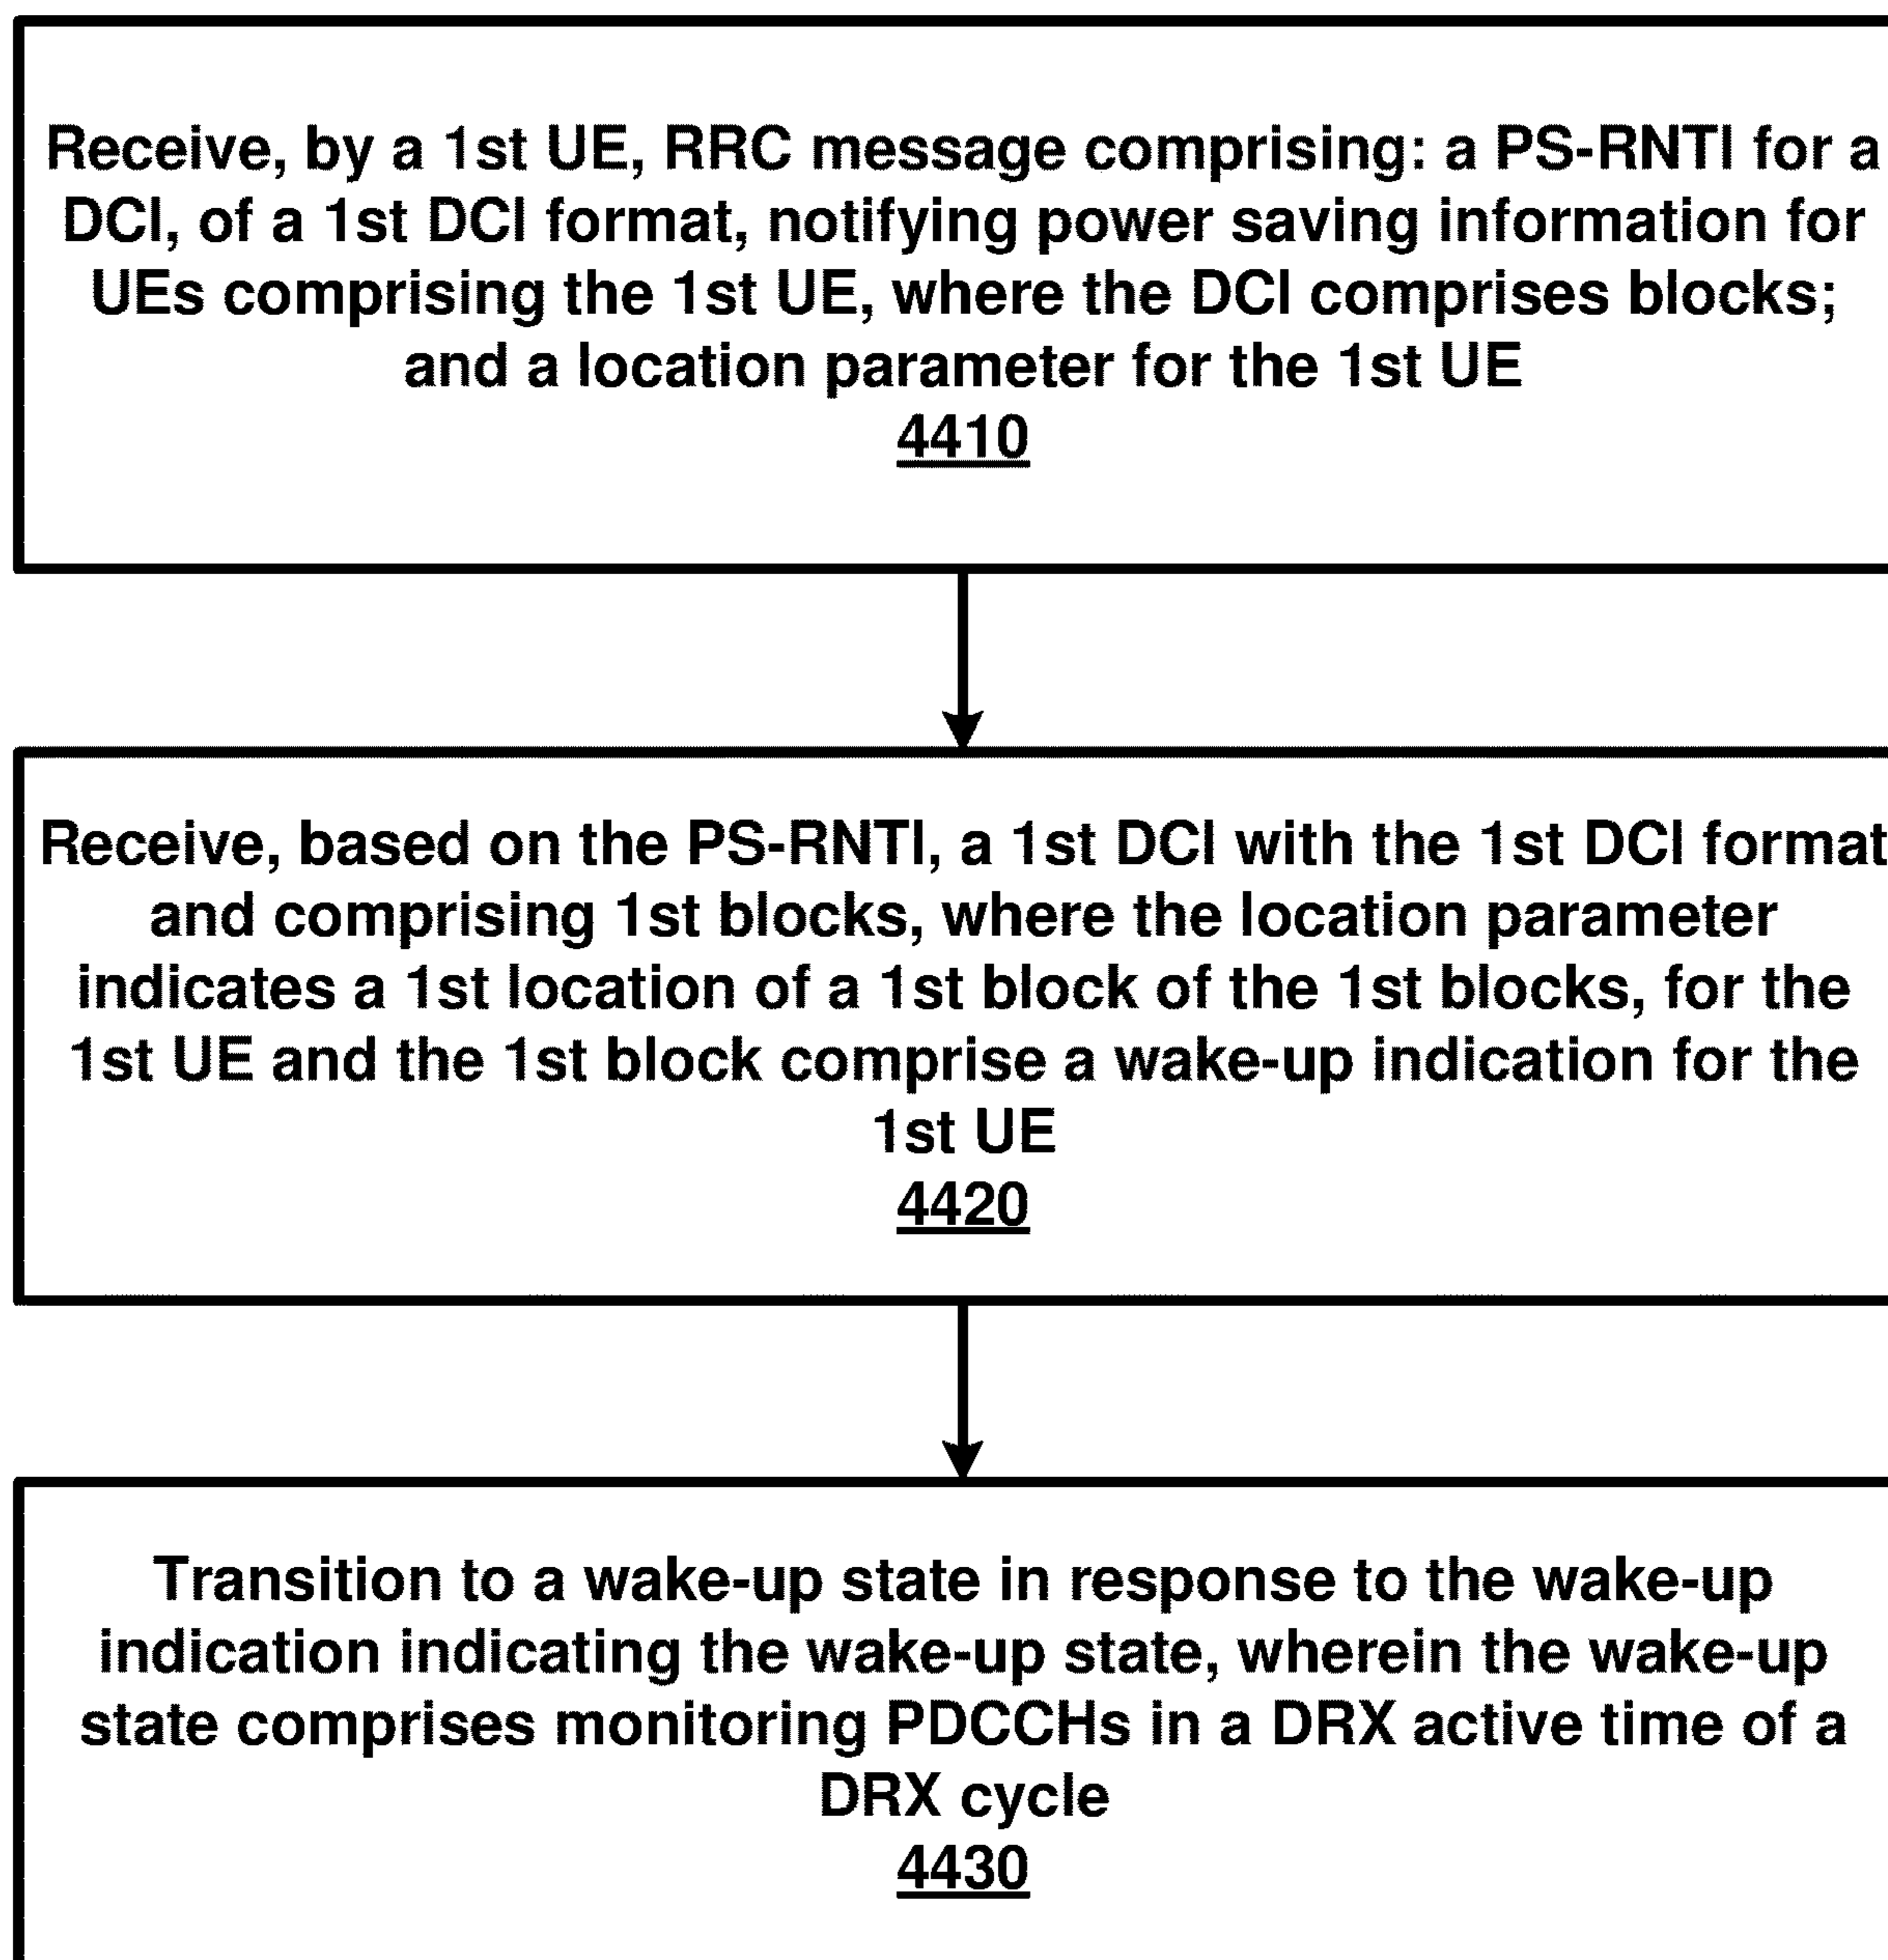 Receive, by a 1st UE, RRC message comprising: a PS-RNTI for a
DCI, of a 1st DCI format, notifying power saving information for
UEs comprising the 1st UE, where the DCI comprises blocks;
and a location parameter for the 1st UE
4410
Receive, based on the PS-RNTI, a 1st DCI with the 1st DCI format
and comprising 1st blocks, where the location parameter
indicates a 1st location of a 1st block of the 1st blocks, for the
1st UE and the 1st block comprise a wake-up indication for the
1st UE
4420
Transition to a wake-up state in response to the wake-up
indication indicating the wake-up state, wherein the wake-up
state comprises monitoring PDCCHs in a DRX active time of a
DRX cycle
4430